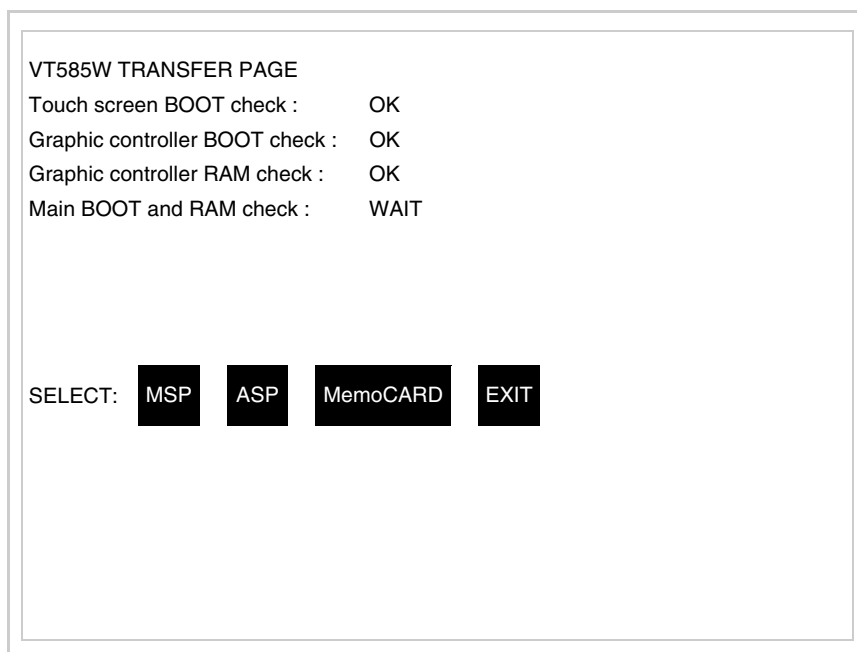 VT585W TRANSFER PAGE
Touch screen BOOT check : OK
Graphic controller BOOT check : OK
Graphic controller RAM check : OK
Main BOOT and RAM check : WAIT
SELECT: MSP ASP MemoCARD EXIT